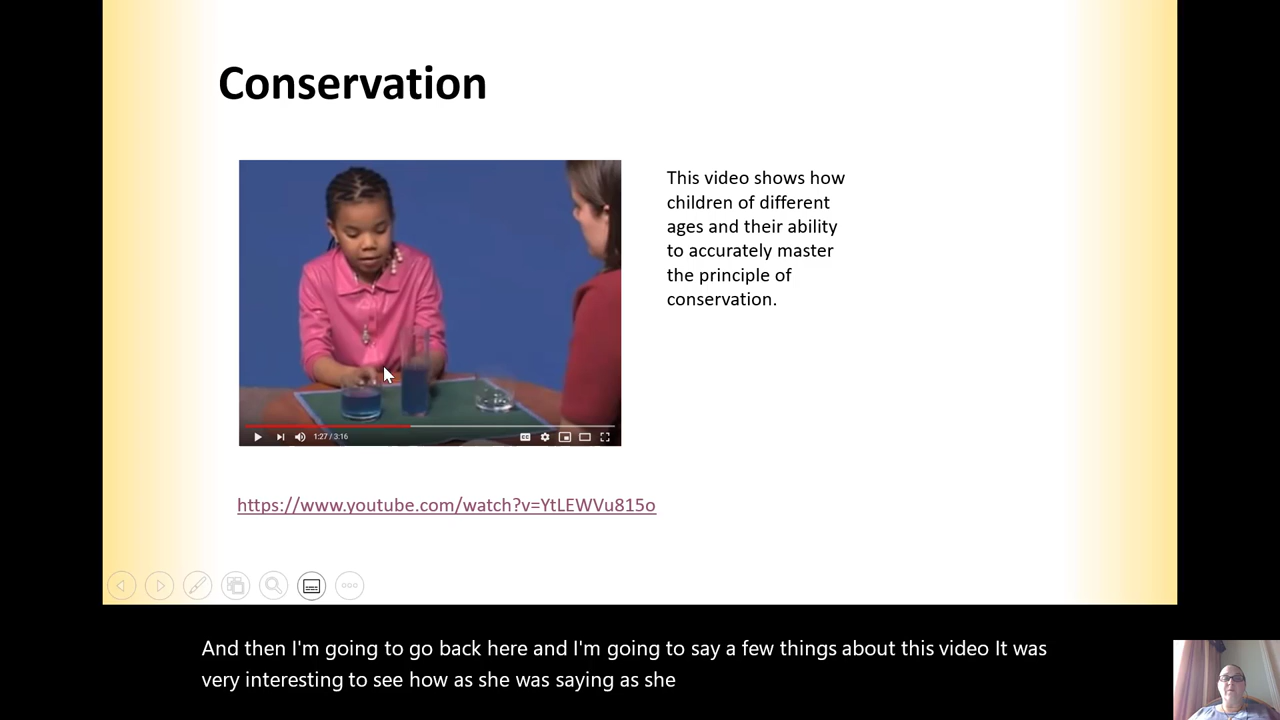 Conservation
This video shows how
children of different
ages and their ability
to accurately master
the principle of
conservation.
1:27 / 3:16
CC
https://www.youtube.com/watch?v=YtLEWVu815o
And then I'm going to go back here and I'm going to say a few things about this video It was
very interesting to see how as she was saying as she